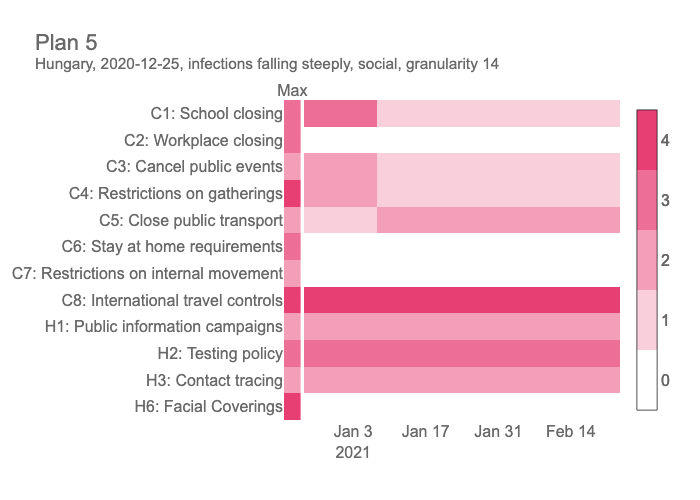 Plan 5
Hungary, 2020-12-25, infections falling steeply, social, granularity 14
Max
C1: School closing
C2: Workplace closing
C3: Cancel public events
C4: Restrictions on gatherings
C5: Close public transport
C6: Stay at home requirements
C7: Restrictions on internal movement
C8: International travel controls
H1: Public information campaigns
H2: Testing policy
H3: Contact tracing
H6: Facial Coverings
Jan 3
2021
Jan 17
Jan 31
Feb 14
4
3
2
1
0